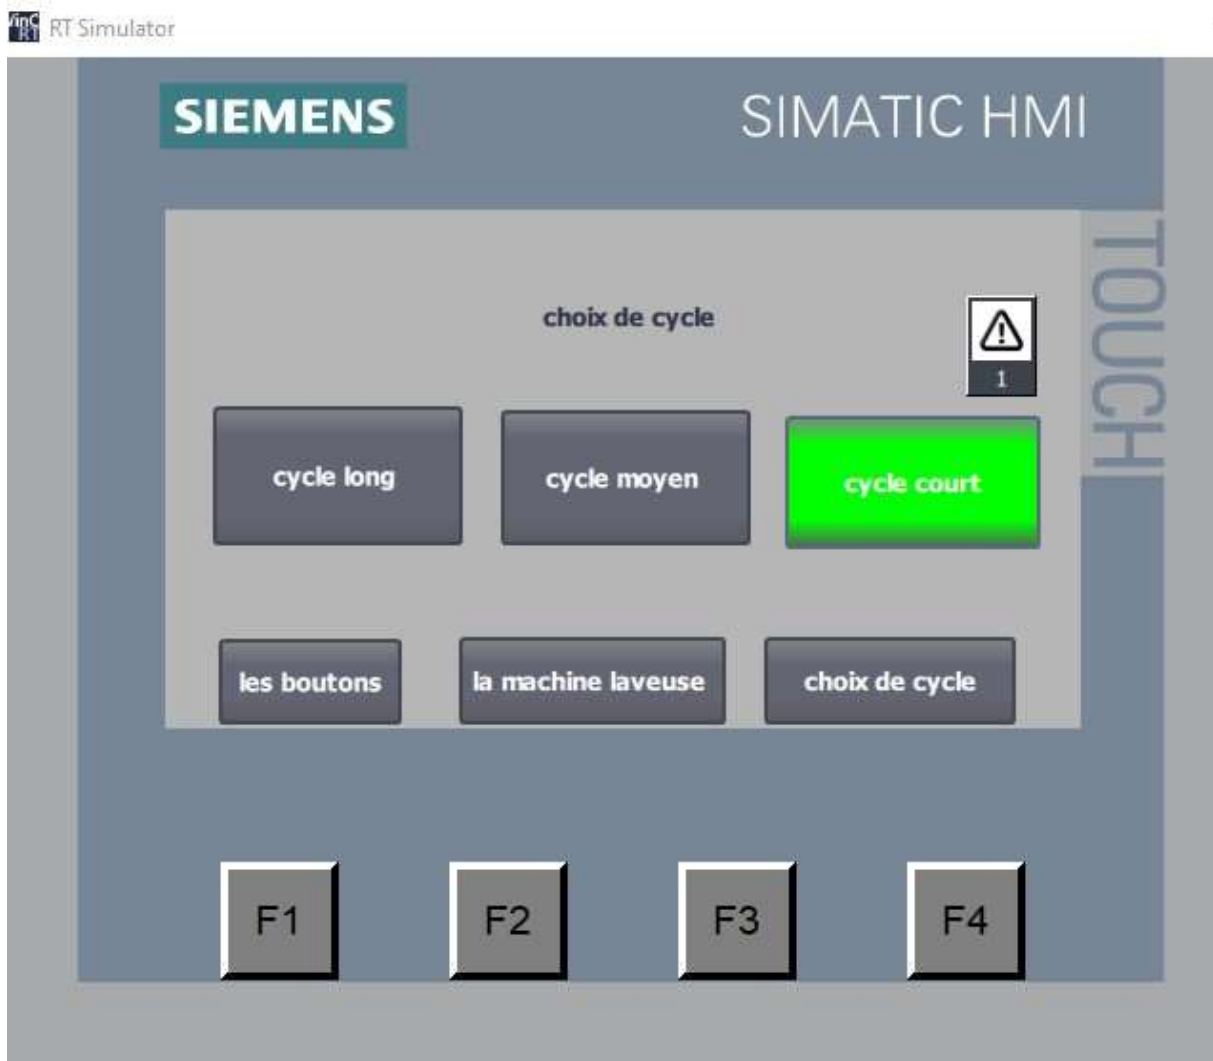 RT Simulator
SIEMENS
SIMATIC HMI
TOUCH
choix de cycle
1
cycle long
cycle moyen
cycle court
les boutons
la machine laveuse
choix de cycle
F1
F2
F3
F4